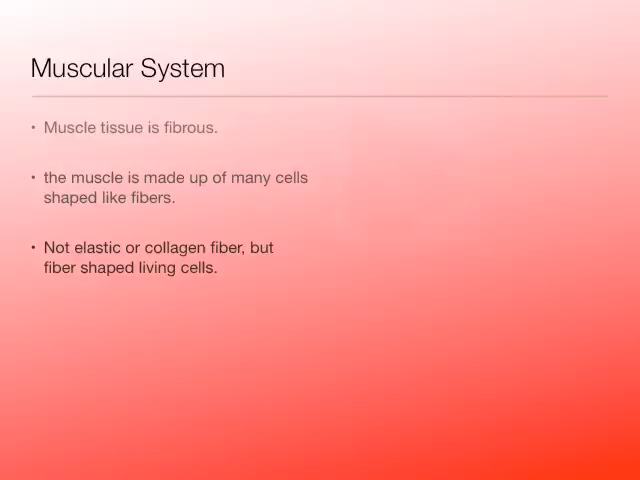 Muscular System
• Muscle tissue is fibrous.
• the muscle is made up of many cells
shaped like fibers.
• Not elastic or collagen fiber, but
fiber shaped living cells.